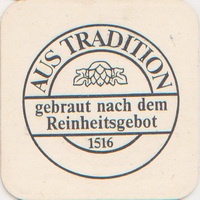 AUS TRADITION
gebraut nach dem
Reinheitsgebot
1516